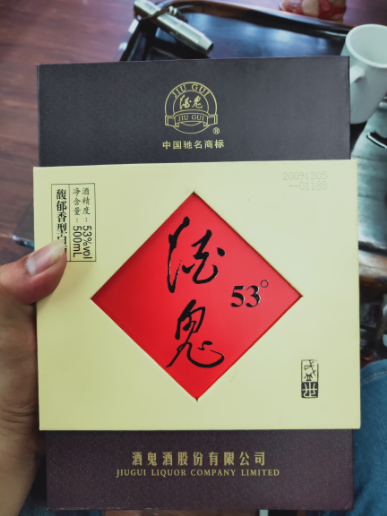 JIU GUI
酒鬼
JIU GUI
®
中国驰名商标
酒精度：53%vol
净含量：500mL
馥郁香型白
酒
鬼
53°
酒鬼酒股份有限公司
JIUGUI LIQUOR COMPANY LIMITED